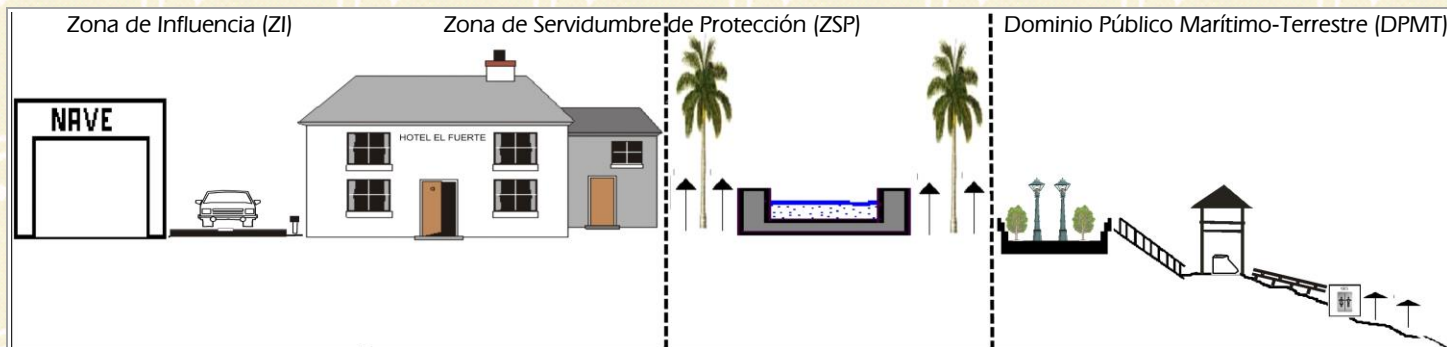 Zona de Influencia (ZI)
Zona de Servidumbre de Protección (ZSP)
Dominio Público Marítimo-Terrestre (DPMT)
NAVE
HOTEL EL FUERTE